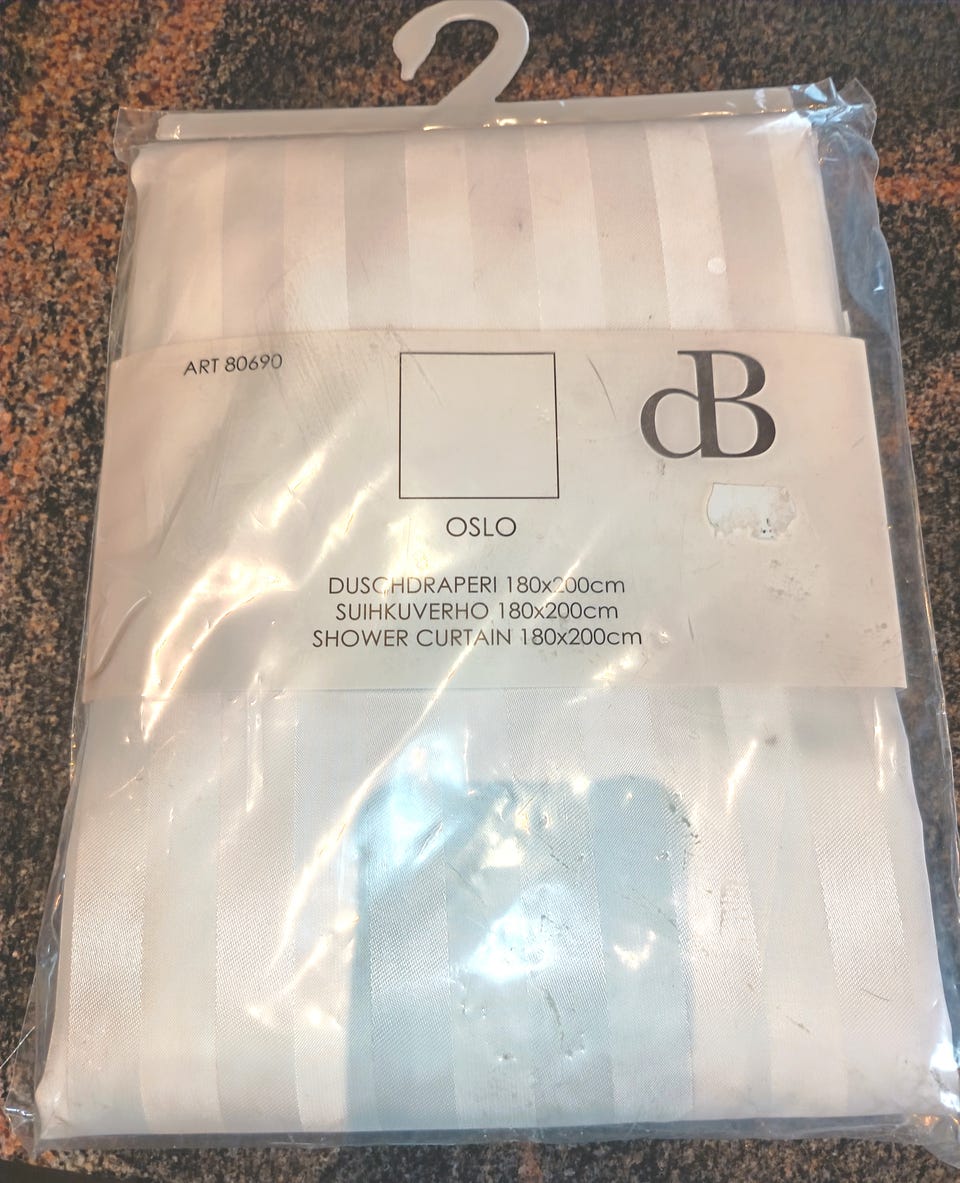 ART 80690
dB
OSLO
DUSCHDRAPERI 180x200cm
SUIHKUVERHO 180x200cm
SHOWER CURTAIN 180x200cm